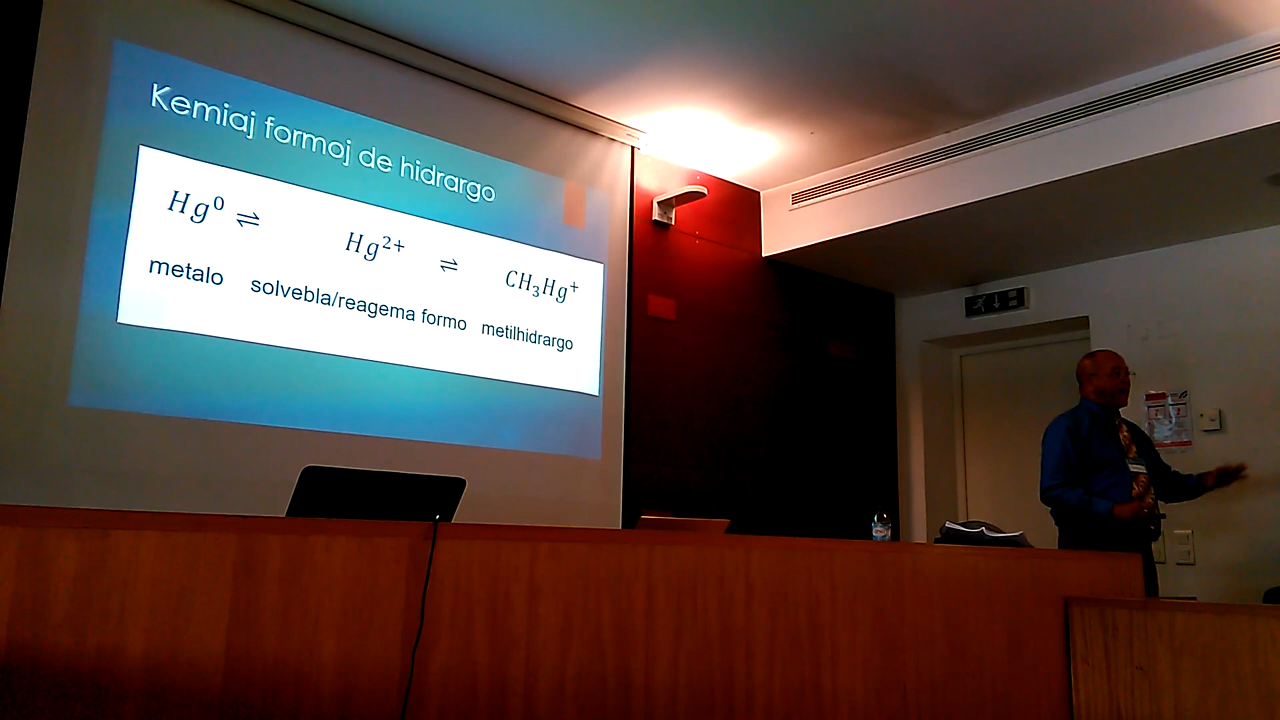 Kemiaj formoj de hidrargo
Hg⁰ ⇌ Hg²⁺ ⇌ CH₃Hg⁺
metalo solvebla/reagema formo metilhidrargo